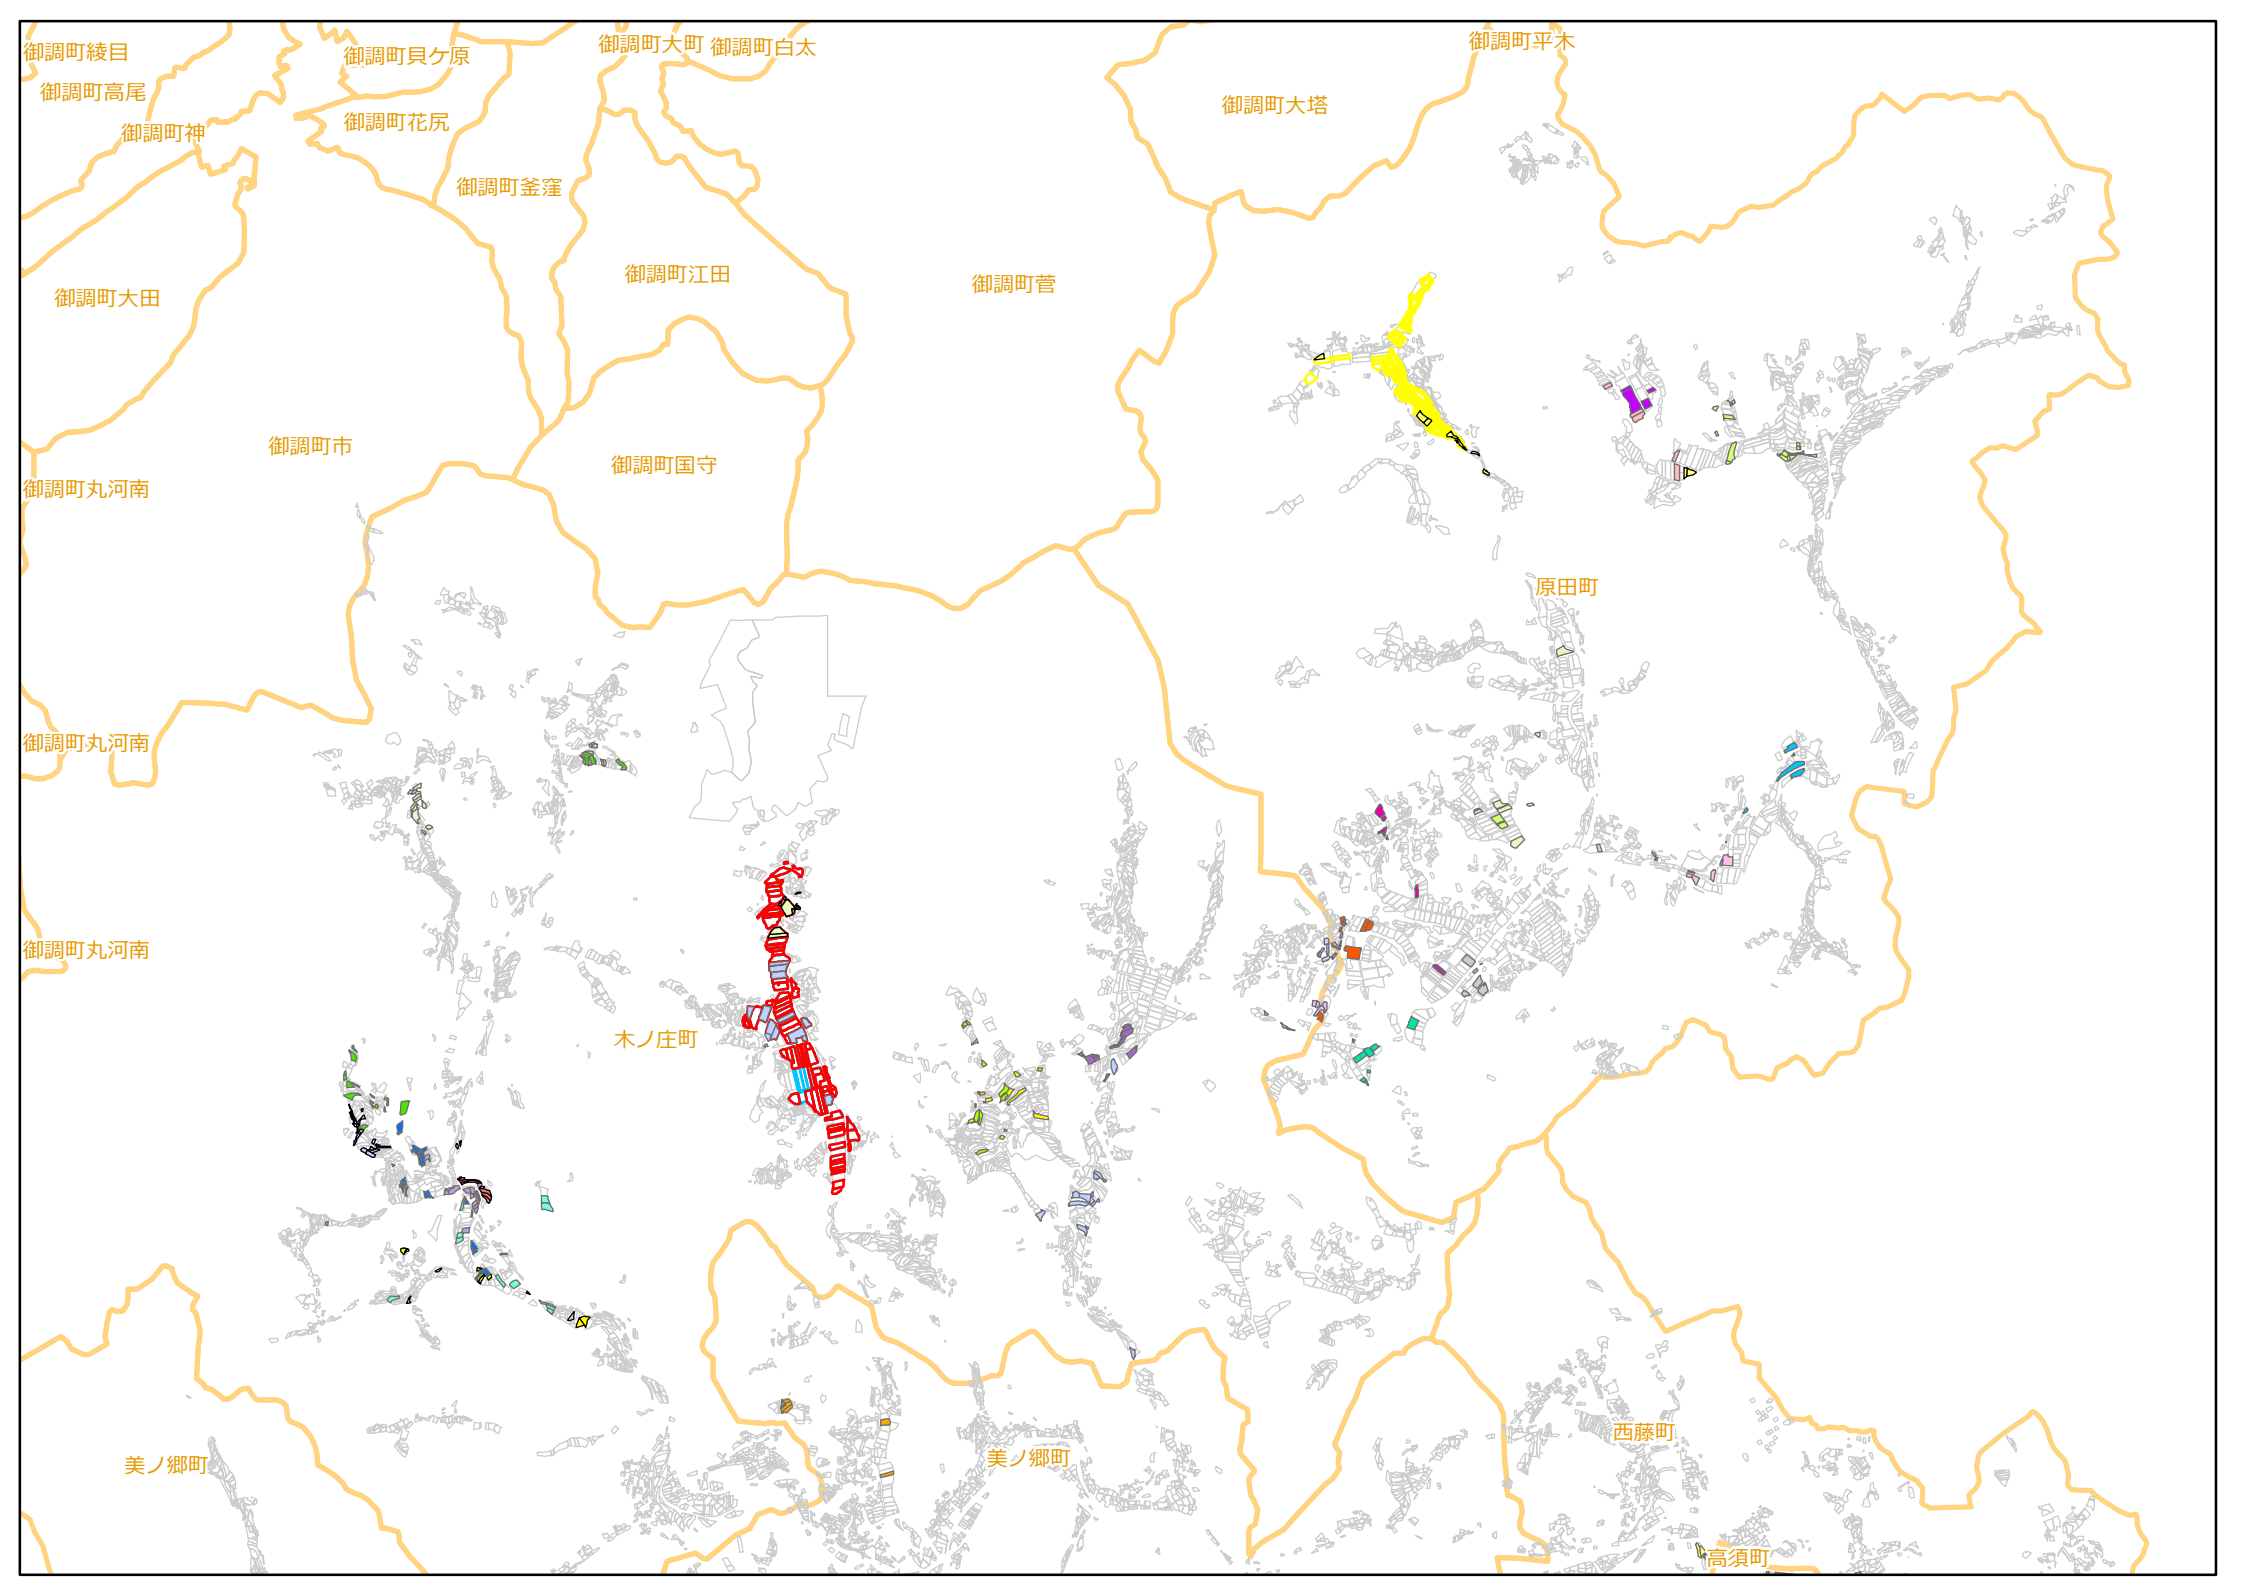 御調町綾目
御調町貝ケ原
御調町大町
御調町白太
御調町平木
御調町高尾
御調町大塔
御調町神
御調町花尻
御調町釜窪
御調町江田
御調町菅
御調町大田
御調町市
御調町国守
御調町丸河南
原田町
御調町丸河南
御調町丸河南
木ノ庄町
西藤町
美ノ郷町
美ノ郷町
高須町